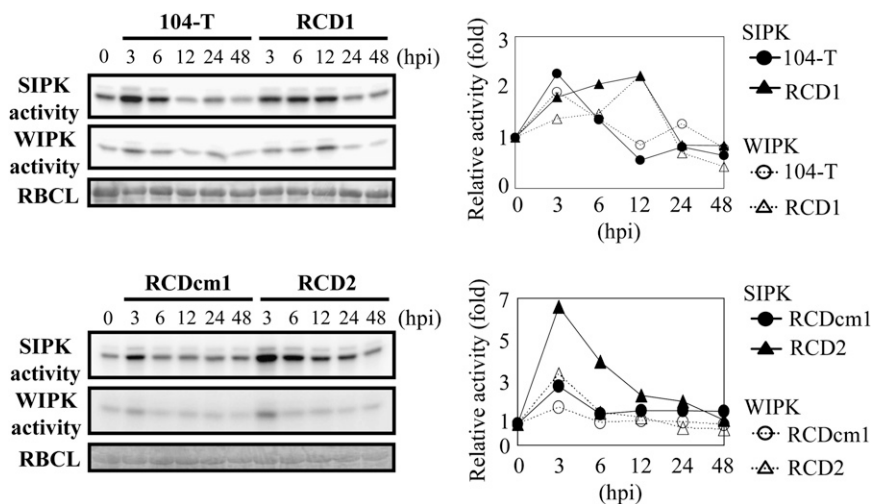 104-T RCD1
0 3 6 12 24 48 3 6 12 24 48 (hpi)
SIPK
activity
WIPK
activity
RBCL
Relative activity (fold)
3
2
1
0
0 3 6 12 24 48
(hpi)
SIPK
104-T
RCD1
WIPK
104-T
RCD1
RCDcm1 RCD2
0 3 6 12 24 48 3 6 12 24 48 (hpi)
SIPK
activity
WIPK
activity
RBCL
Relative activity (fold)
7
5
3
1
0
0 3 6 12 24 48
(hpi)
SIPK
RCDcm1
RCD2
WIPK
RCDcm1
RCD2